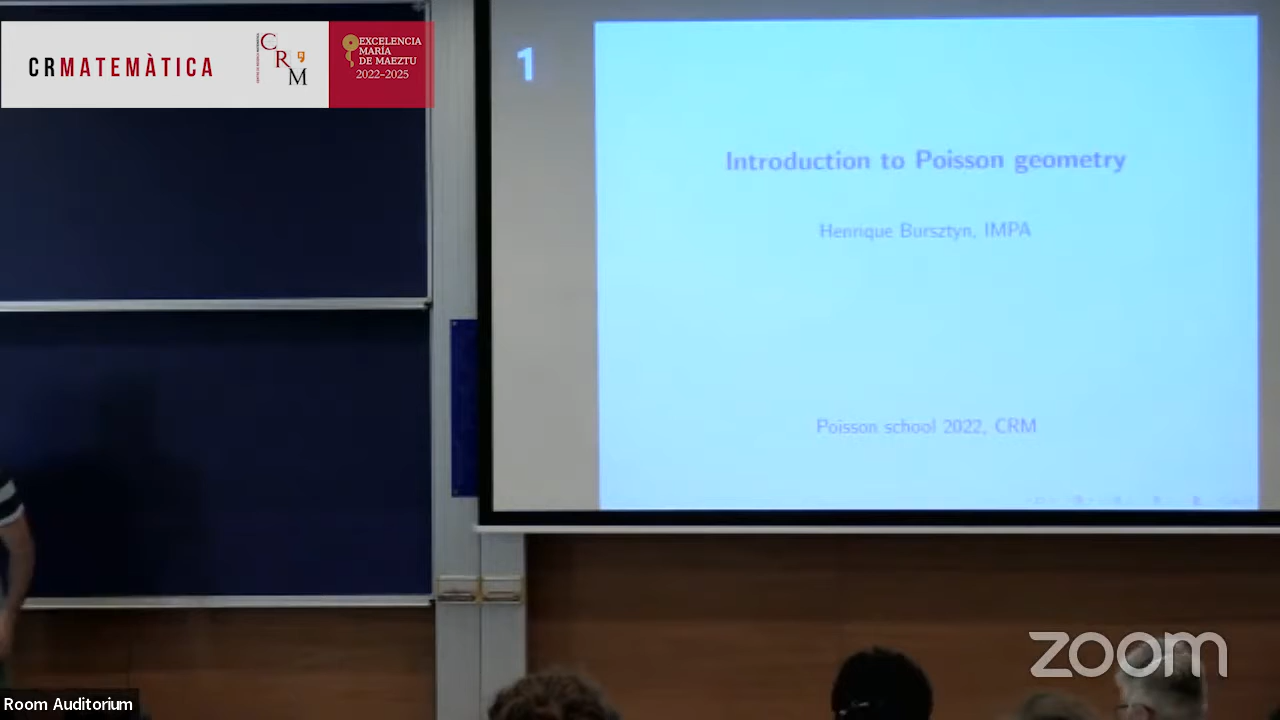 CRMATEMÀTICA
CRM
EXCELENCIA
MARÍA
DE MAEZTU
2022-2025
1
Introduction to Poisson geometry
Henrique Bursztyn, IMPA
Poisson school 2022, CRM
zoom
Room Auditorium